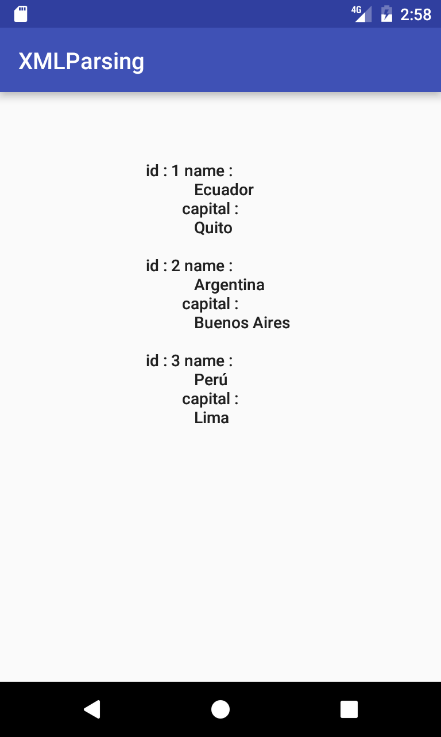 4G 2:58
XMLParsing
id : 1 name :
Ecuador
capital :
Quito
id : 2 name :
Argentina
capital :
Buenos Aires
id : 3 name :
Perú
capital :
Lima